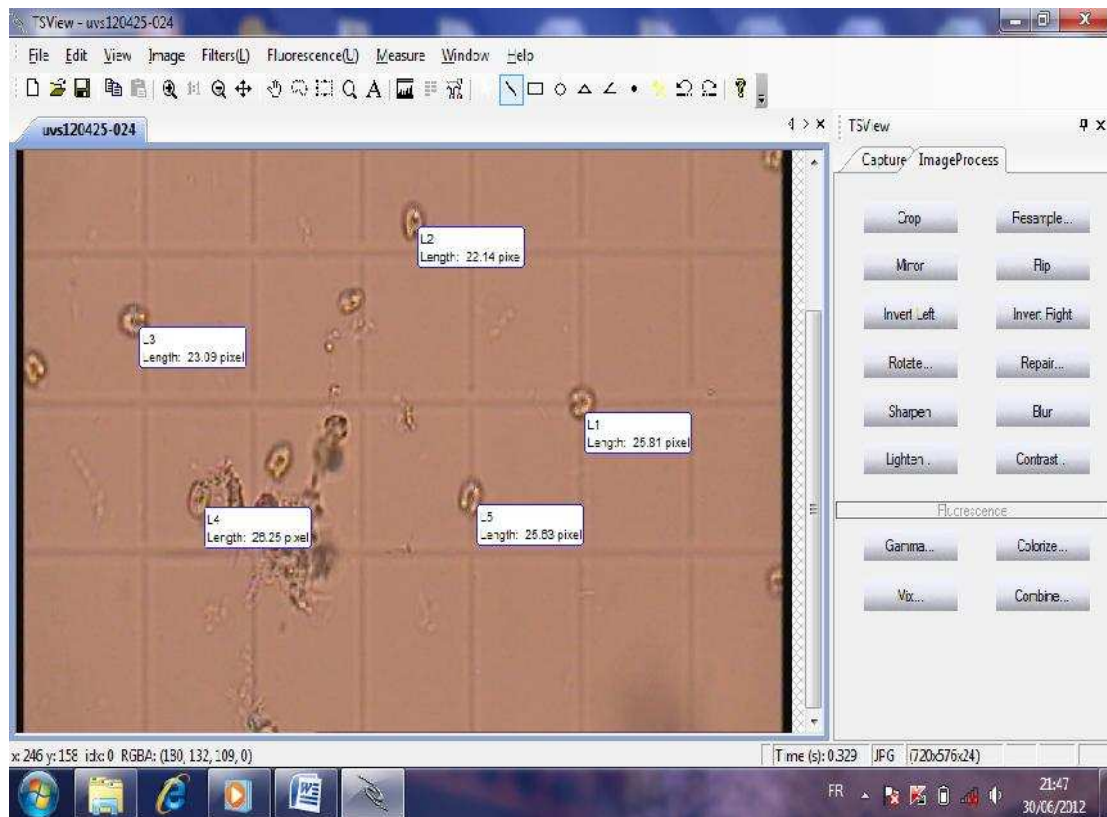 TSView - uvs120425-024
File Edit View Image Filters(L) Fluorescence(U) Measure Window Help
uvs120425-024
TSView
Capture ImageProcess
Crop Resample...
Mirror Flip
Invert Left Invert Right
Rotate... Repair...
Sharpen Blur
Lighten... Contrast...
Fluorescence
Gamma... Colorize...
Mix... Combine...
L2
Length: 22.14 pixe
L3
Length: 23.09 pixel
L1
Length: 25.81 pixel
L4
Length: 26.25 pixel
L5
Length: 25.63 pixel
x: 246 y: 158 idx: 0 RGBA: (180, 132, 109, 0)
Time (s): 0.329 JPG (720x576x24)
FR
21:47
30/06/2012